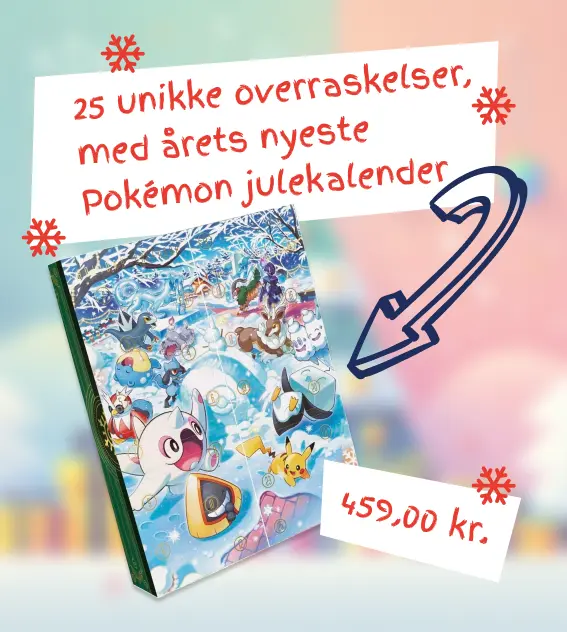 25 unikke overraskelser,
med årets nyeste
Pokémon julekalender
459,00 kr.